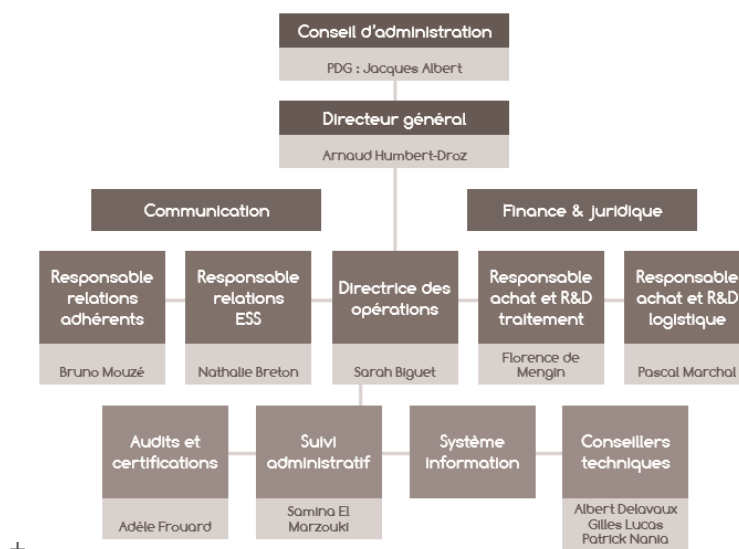 Conseil d'administration
PDG : Jacques Albert
Directeur général
Arnaud Humbert-Droz
Communication
Finance & juridique
Responsable
relations
adhérents
Bruno Mouzé
Responsable
relations
ESS
Nathalie Breton
Directrice des
opérations
Sarah Biguet
Responsable
achat et R&D
traitement
Florence de
Mengin
Responsable
achat et R&D
logistique
Pascal Marchal
Audits et
certifications
Adèle Frouard
Suivi
administratif
Samina El
Marzouki
Système
information
Conseillers
techniques
Albert Delavaux
Gilles Lucas
Patrick Nania